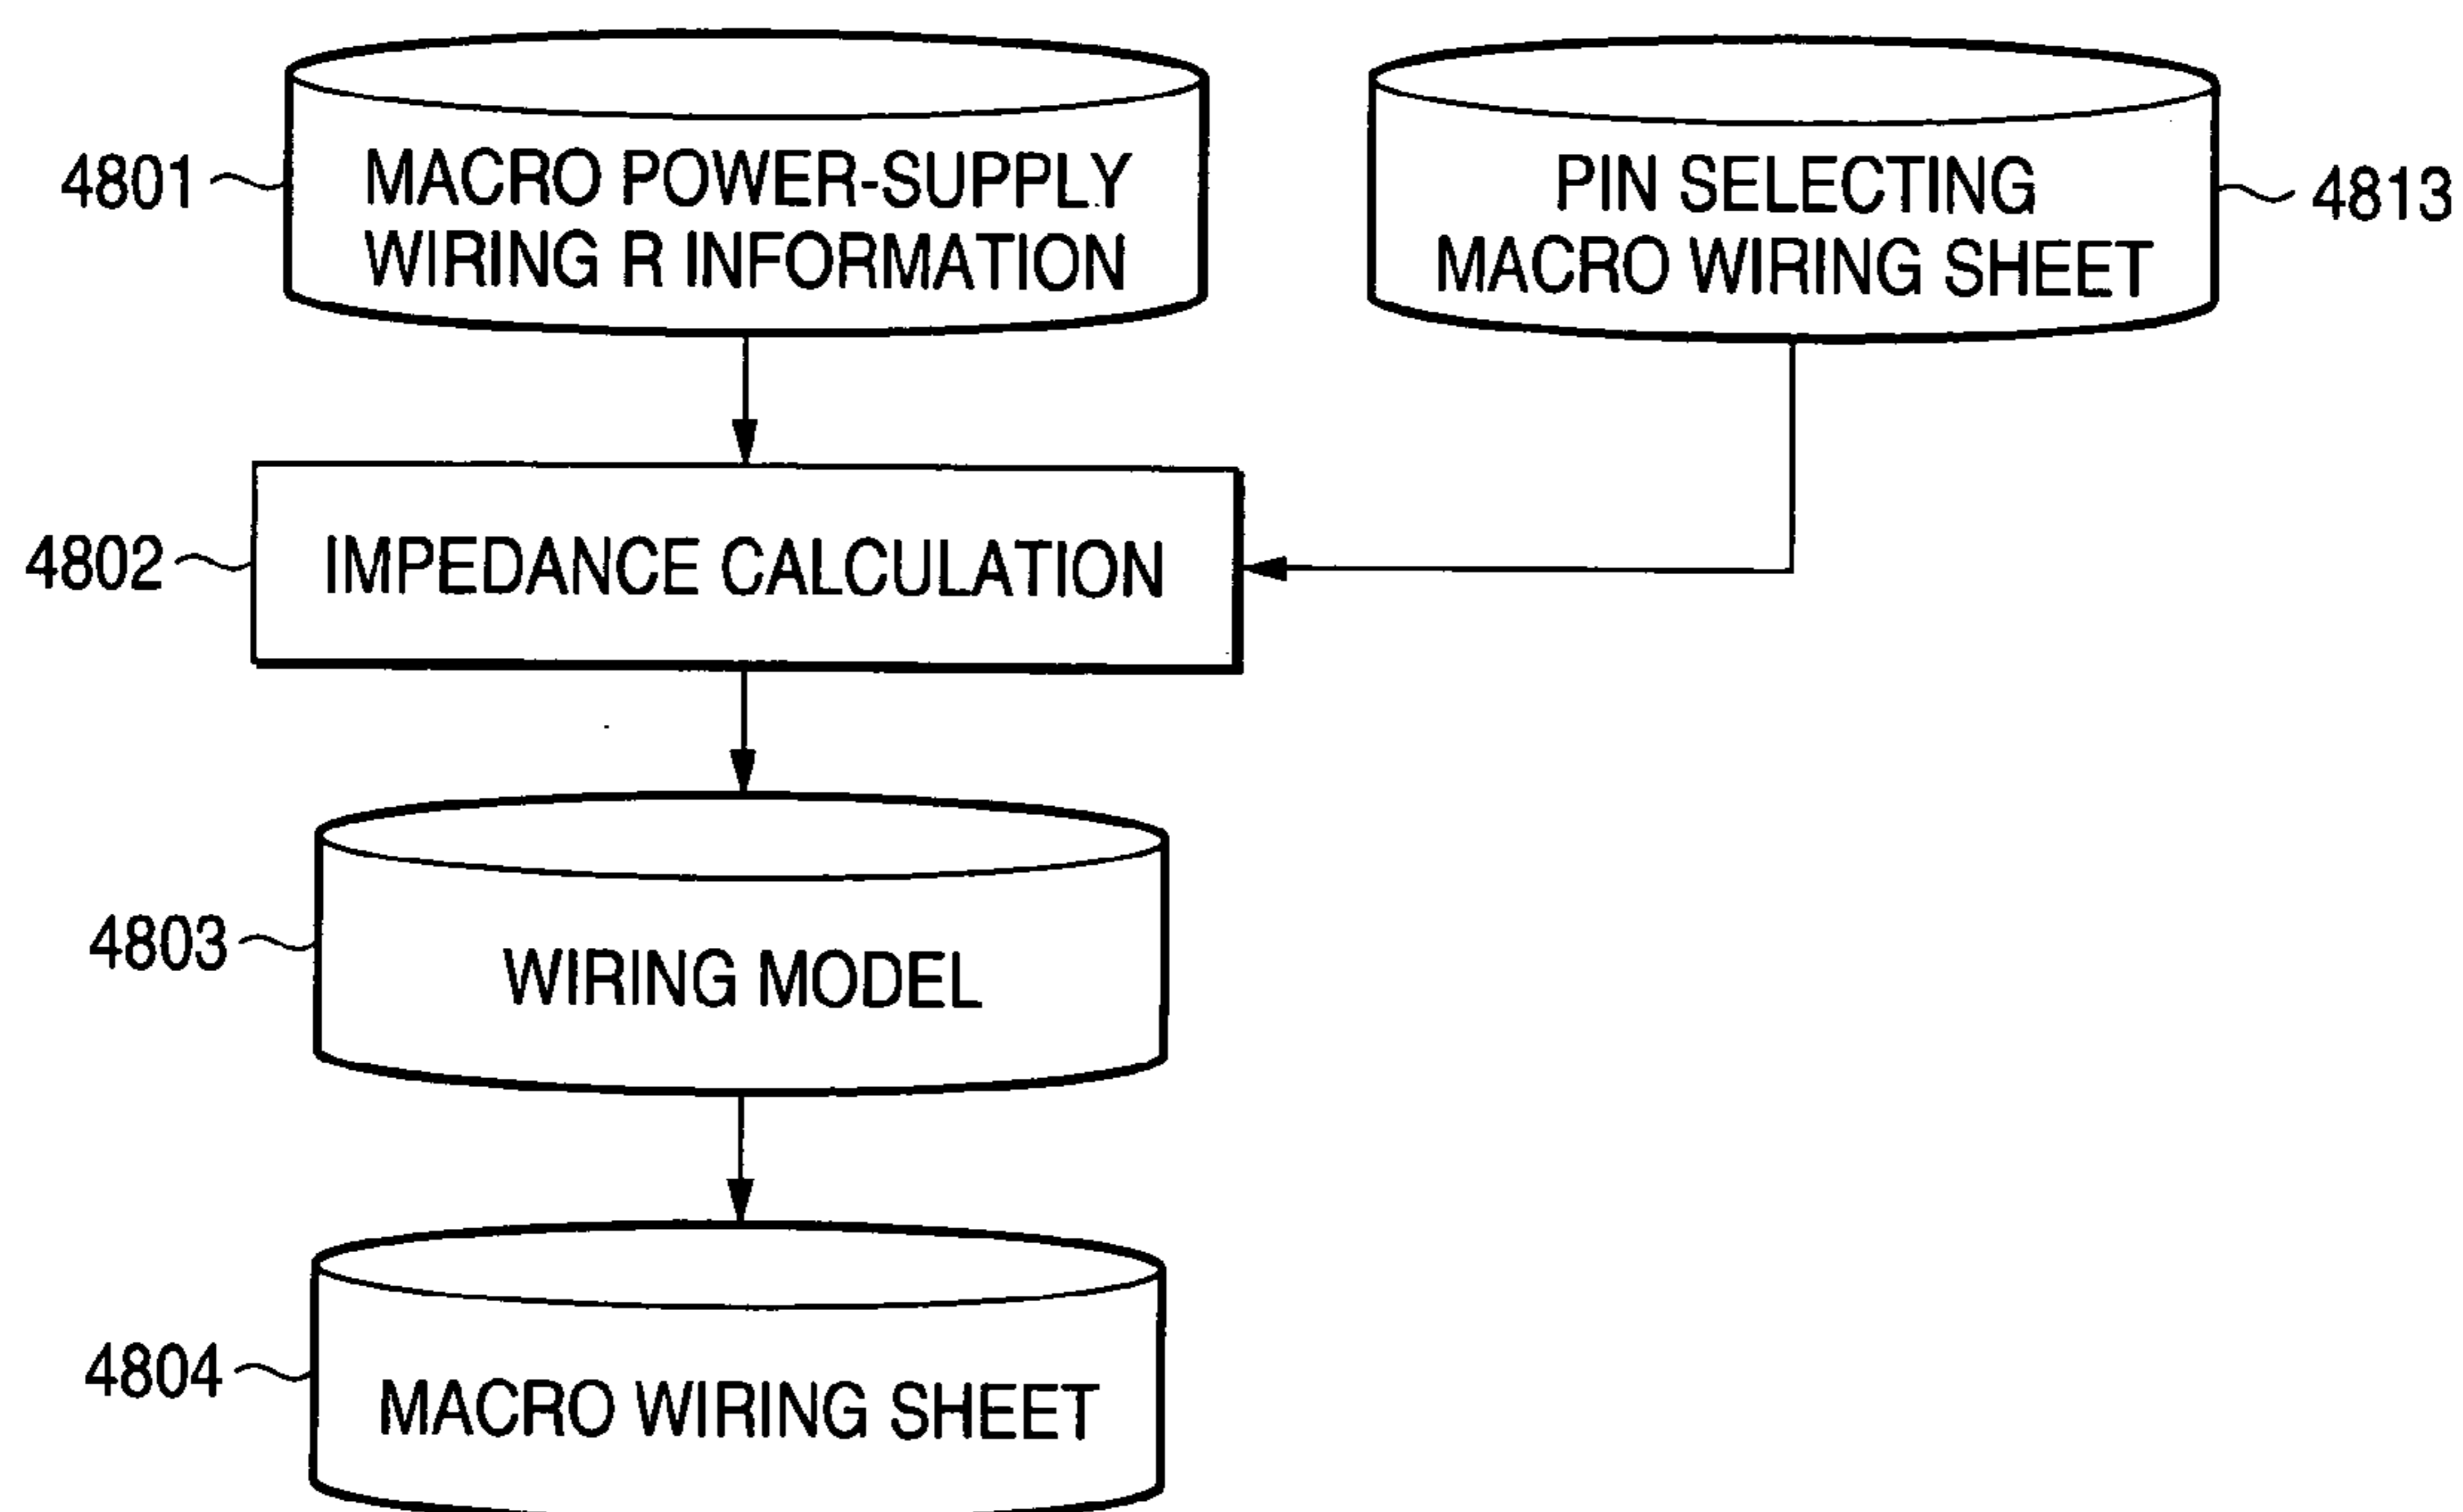 4801
MACRO POWER-SUPPLY
WIRING R INFORMATION
PIN SELECTING
MACRO WIRING SHEET
4813
4802
IMPEDANCE CALCULATION
4803
WIRING MODEL
4804
MACRO WIRING SHEET